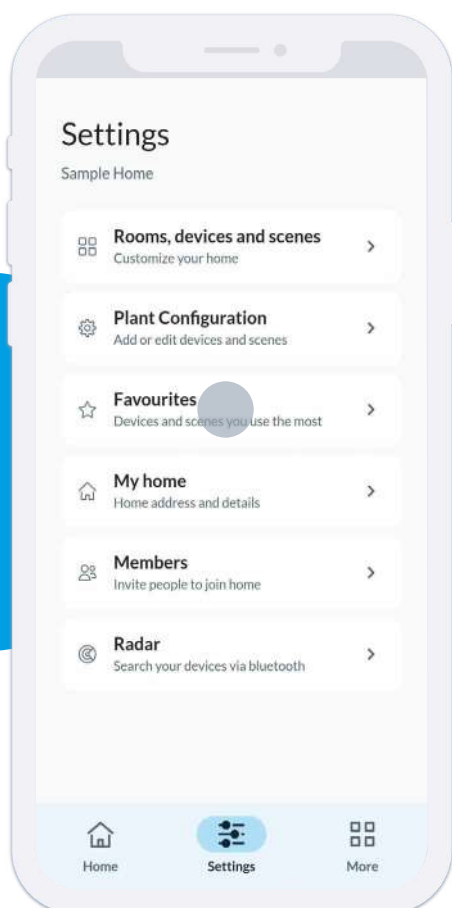 Settings
Sample Home
Rooms, devices and scenes
Customize your home
Plant Configuration
Add or edit devices and scenes
Favourites
Devices and scenes you use the most
My home
Home address and details
Members
Invite people to join home
Radar
Search your devices via bluetooth
Home
Settings
More